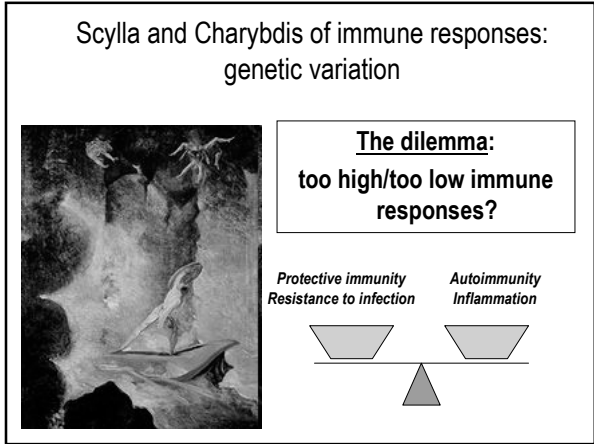 Scylla and Charybdis of immune responses:
genetic variation
The dilemma:
too high/too low immune
responses?
Protective immunity
Resistance to infection
Autoimmunity
Inflammation